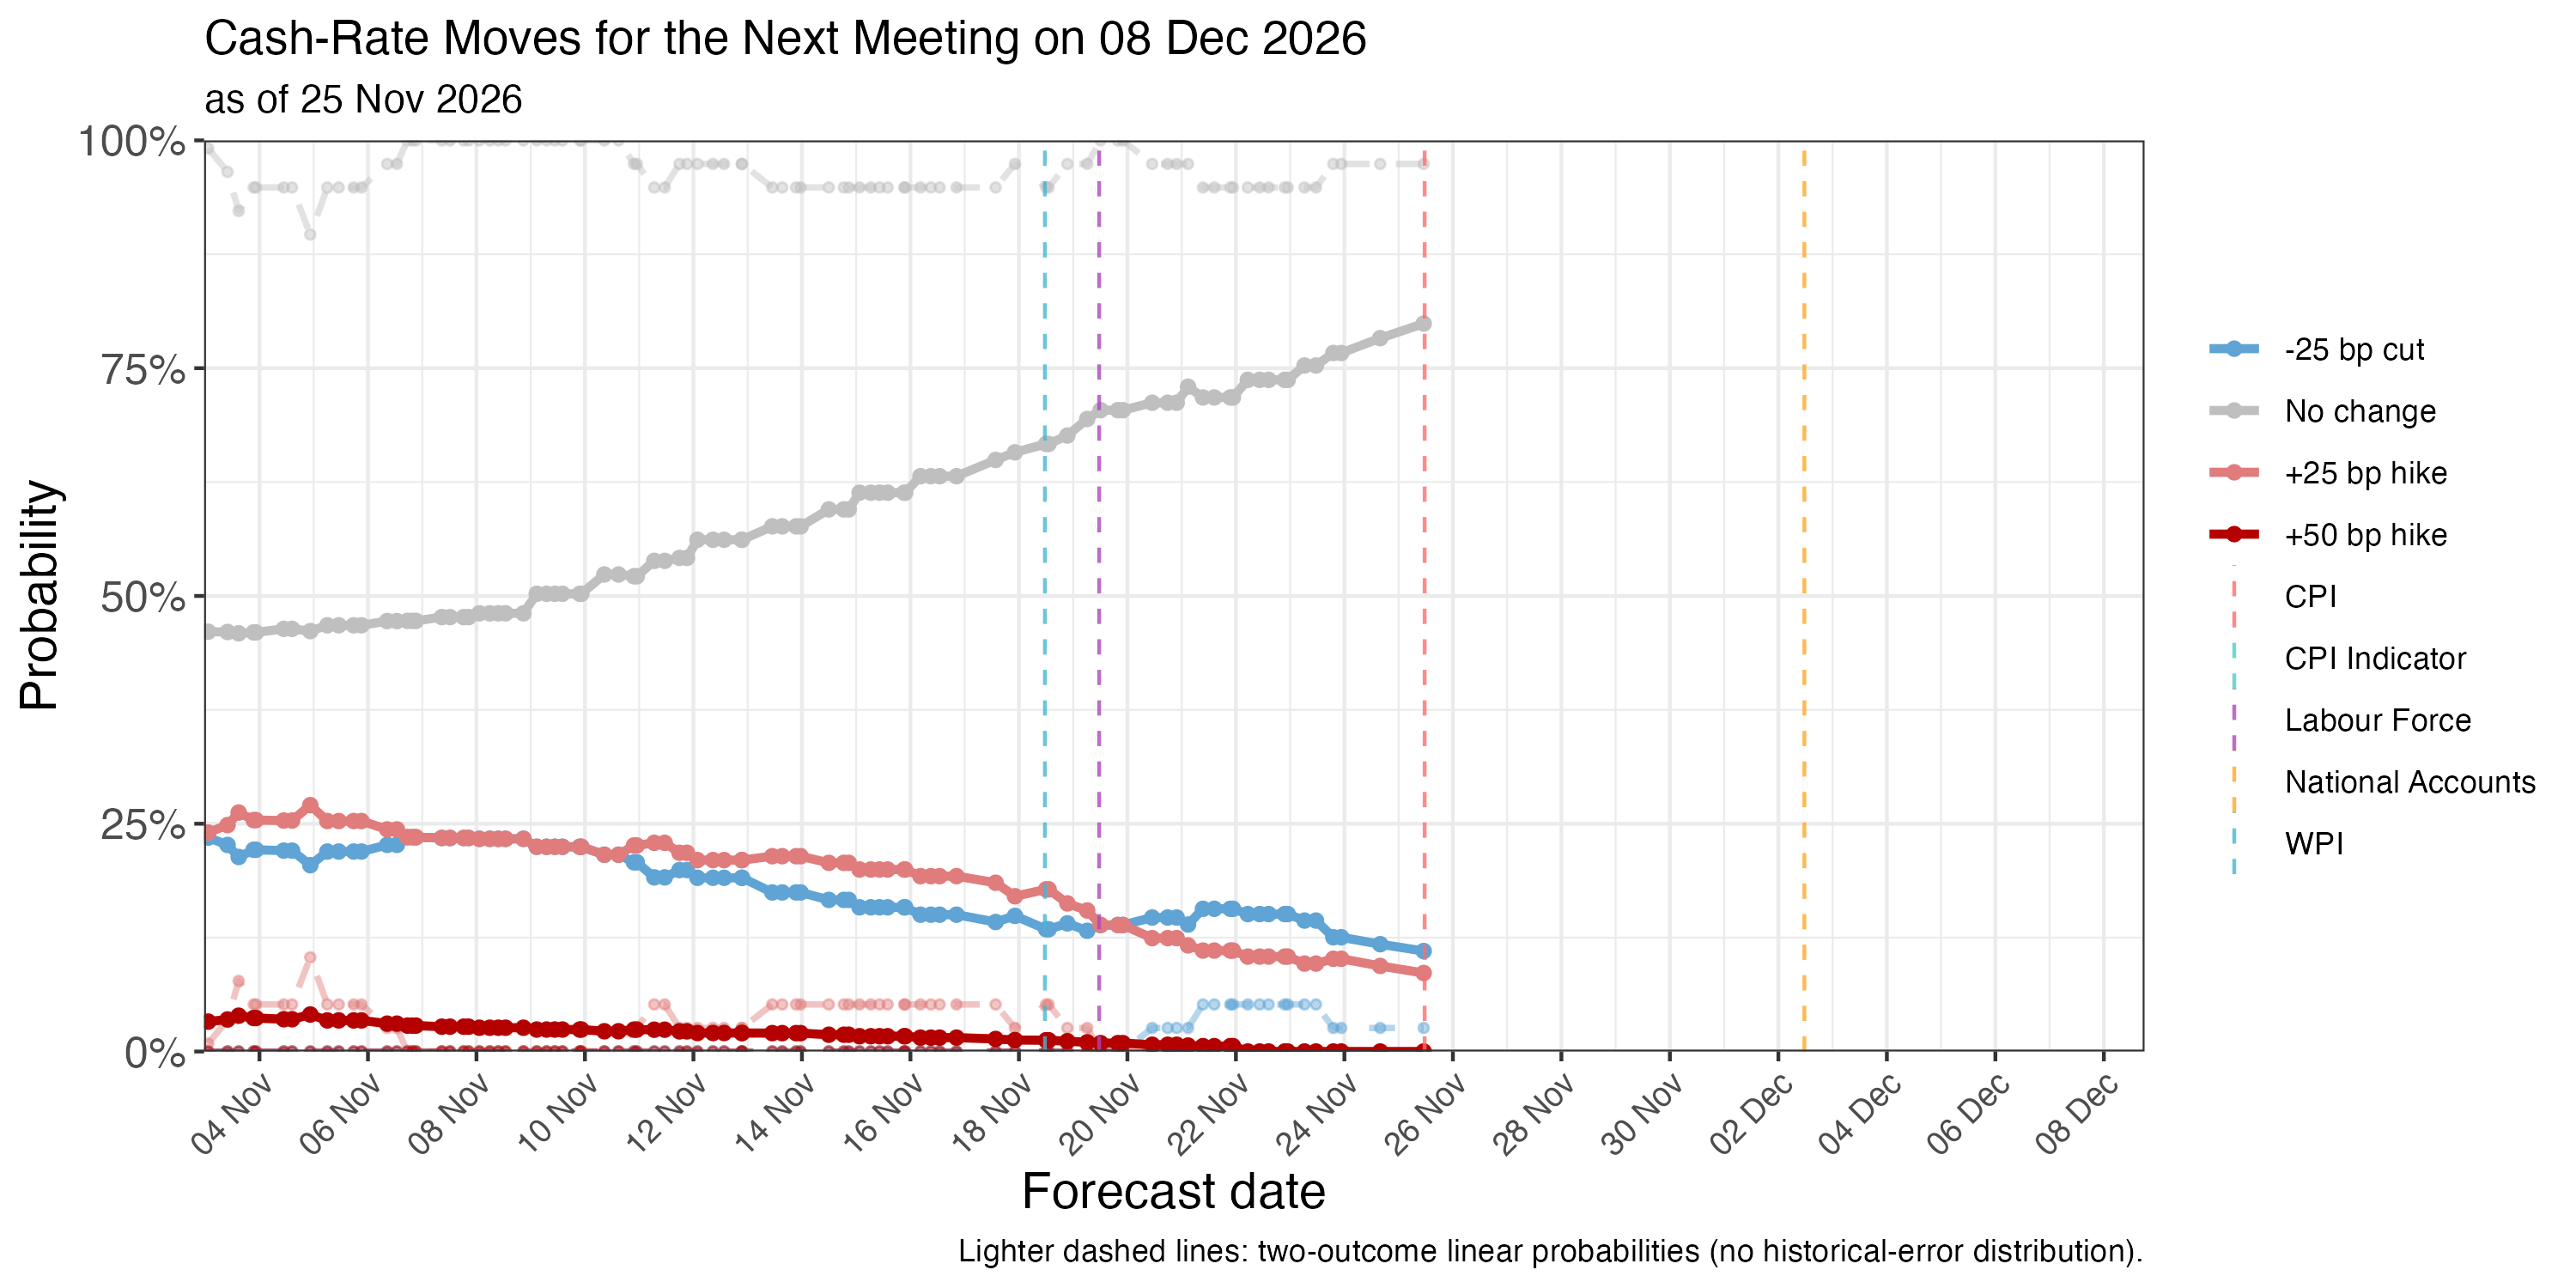 Cash-Rate Moves for the Next Meeting on 08 Dec 2026
as of 25 Nov 2026
Probability
100%
75%
50%
25%
0%
04 Nov
06 Nov
08 Nov
10 Nov
12 Nov
14 Nov
16 Nov
18 Nov
20 Nov
22 Nov
24 Nov
26 Nov
28 Nov
30 Nov
02 Dec
04 Dec
06 Dec
08 Dec
Forecast date
-25 bp cut
No change
+25 bp hike
+50 bp hike
CPI
CPI Indicator
Labour Force
National Accounts
WPI
Lighter dashed lines: two-outcome linear probabilities (no historical-error distribution).